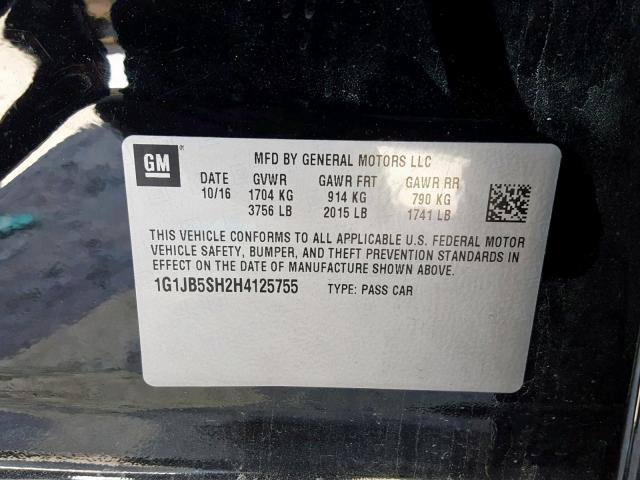 GM
MFD BY GENERAL MOTORS LLC
DATE GVWR GAWR FRT GAWR RR
10/16 1704 KG 914 KG 790 KG
3756 LB 2015 LB 1741 LB
THIS VEHICLE CONFORMS TO ALL APPLICABLE U.S. FEDERAL MOTOR
VEHICLE SAFETY, BUMPER, AND THEFT PREVENTION STANDARDS IN
EFFECT ON THE DATE OF MANUFACTURE SHOWN ABOVE.
1G1JB5SH2H4125755 TYPE: PASS CAR